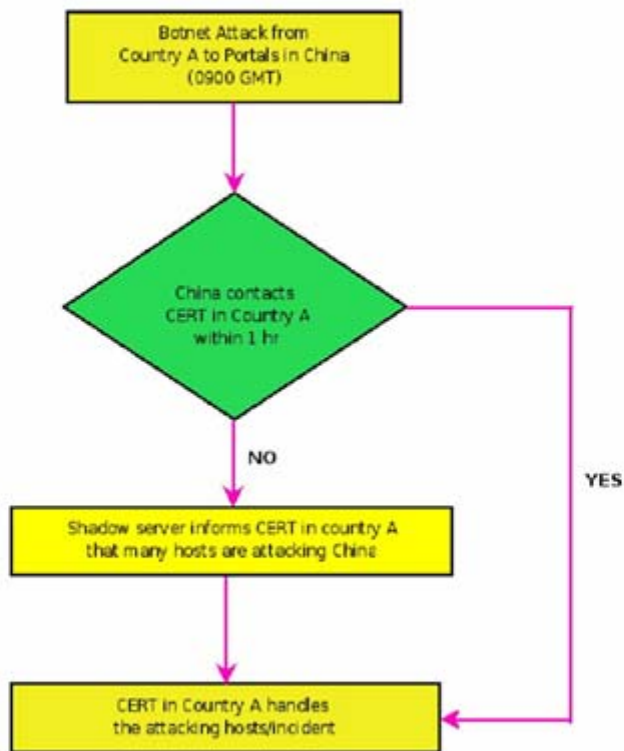 Botnet Attack from
Country A to Portals in China
(0900 GMT)
China contacts
CERT in Country A
within 1 hr
NO
YES
Shadow server informs CERT in country A
that many hosts are attacking China
CERT in Country A handles
the attacking hosts/incident